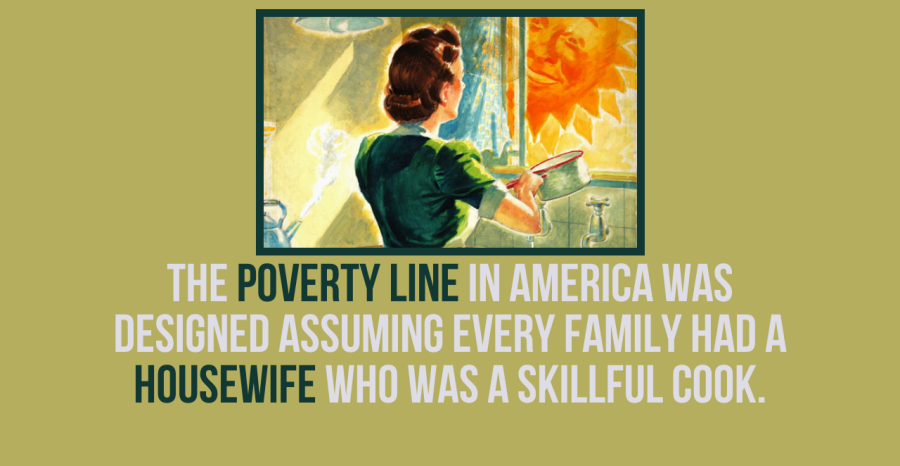 THE POVERTY LINE IN AMERICA WAS
DESIGNED ASSUMING EVERY FAMILY HAD A
HOUSEWIFE WHO WAS A SKILLFUL COOK.